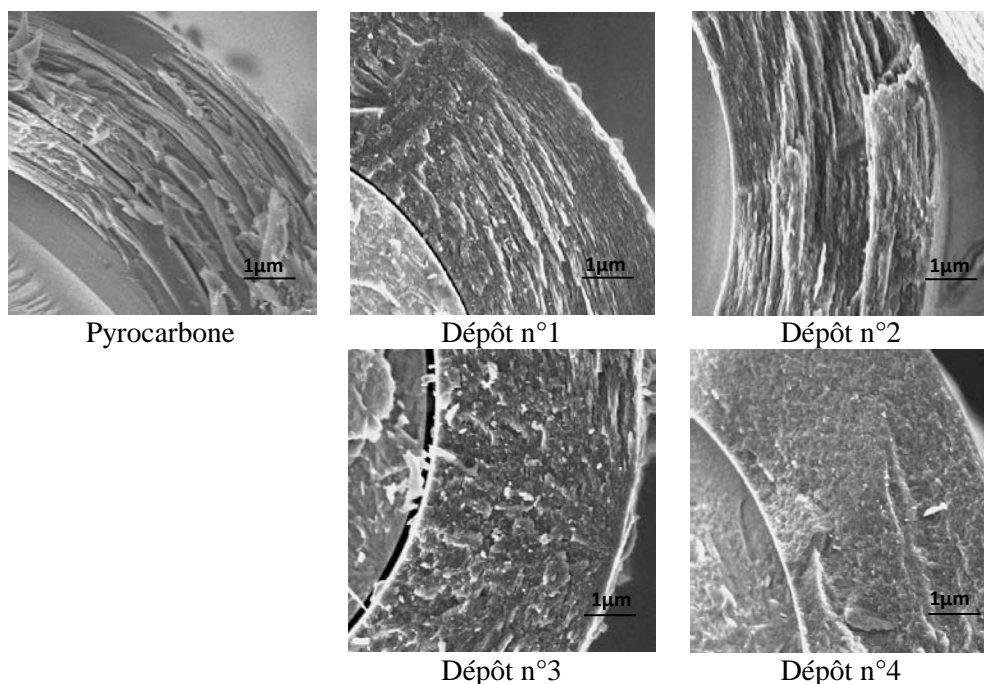 1µm
1µm
1µm
Pyrocarbone
Dépôt n°1
Dépôt n°2
1µm
1µm
Dépôt n°3
Dépôt n°4